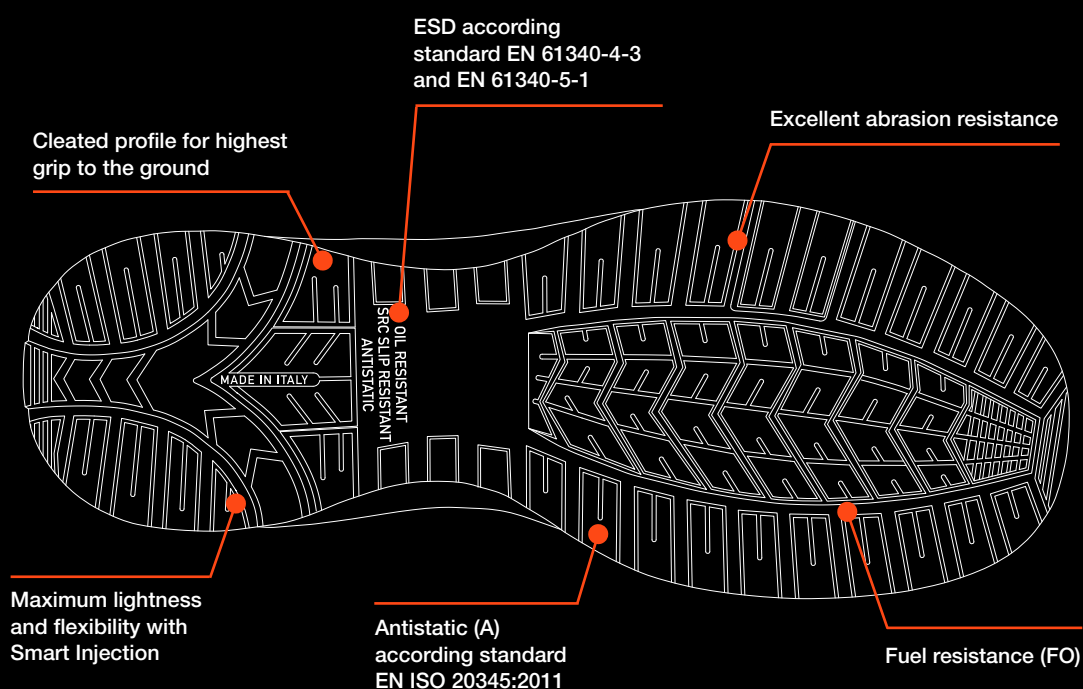 ESD according
standard EN 61340-4-3
and EN 61340-5-1
Cleated profile for highest
grip to the ground
Excellent abrasion resistance
OIL RESISTANT
SRC SLIP RESISTANT
ANTISTATIC
MADE IN ITALY
Maximum lightness
and flexibility with
Smart Injection
Antistatic (A)
according standard
EN ISO 20345:2011
Fuel resistance (FO)